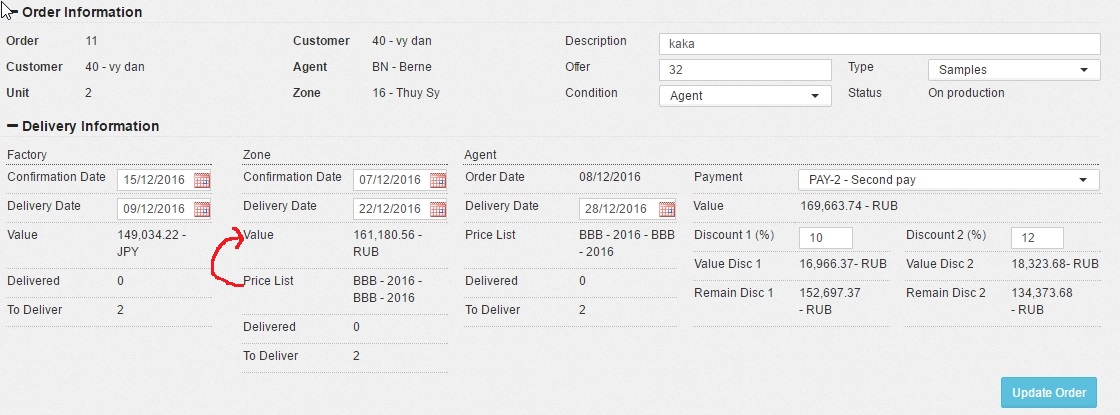 Order Information
Order 11 Customer 40 - vy dan Description kaka
Customer 40 - vy dan Agent BN - Berne Offer 32 Type Samples
Unit 2 Zone 16 - Thuy Sy Condition Agent Status On production
Delivery Information
Factory
Confirmation Date 15/12/2016
Delivery Date 09/12/2016
Value 149,034.22 -
JPY
Delivered 0
To Deliver 2
Zone
Confirmation Date 07/12/2016
Delivery Date 22/12/2016
Value 161,180.56 -
RUB
Price List BBB - 2016 -
BBB - 2016
Delivered 0
To Deliver 2
Agent
Order Date 08/12/2016
Delivery Date 28/12/2016
Price List BBB - 2016 - BBB
- 2016
Delivered 0
To Deliver 2
Payment PAY-2 - Second pay
Value 169,663.74 - RUB
Discount 1 (%) 10 Discount 2 (%) 12
Value Disc 1 16,966.37- RUB Value Disc 2 18,323.68- RUB
Remain Disc 1 152,697.37
- RUB
Remain Disc 2 134,373.68
- RUB
Update Order